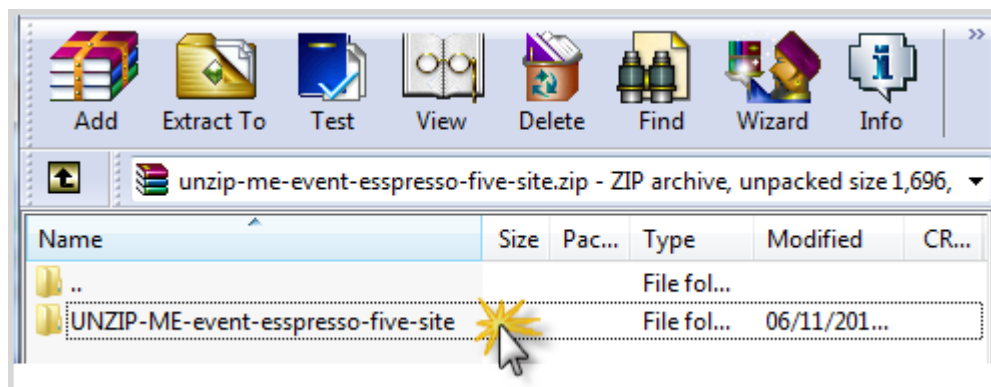 »
Add Extract To Test View Delete Find Wizard Info
unzip-me-event-esspresso-five-site.zip - ZIP archive, unpacked size 1,696,
Name Size Pac... Type Modified CR...
.. File fol...
UNZIP-ME-event-esspresso-five-site File fol... 06/11/201...